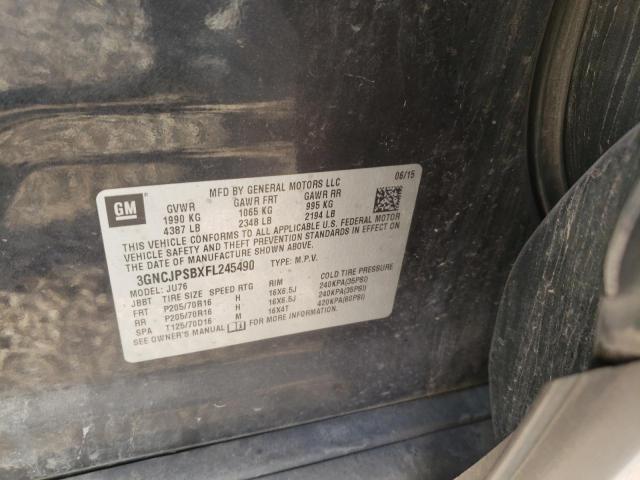 MFD BY GENERAL MOTORS LLC 06/15
GM
GVWR GAWR FRT GAWR RR
1990 KG 1065 KG 995 KG
4387 LB 2348 LB 2194 LB
THIS VEHICLE CONFORMS TO ALL APPLICABLE U.S. FEDERAL MOTOR
VEHICLE SAFETY AND THEFT PREVENTION STANDARDS IN EFFECT ON
THE DATE OF MANUFACTURE SHOWN ABOVE.
3GNCJPSBXFL245490 TYPE: M.P.V.
MODEL: JU76
JBBT TIRE SIZE SPEED RTG RIM COLD TIRE PRESSURE
FRT P205/70R16 H 16X6.5J 240KPA(35PSI)
RR P205/70R16 H 16X6.5J 240KPA(35PSI)
SPA T125/70D16 M 16X4T 420KPA(60PSI)
SEE OWNER'S MANUAL FOR MORE INFORMATION.